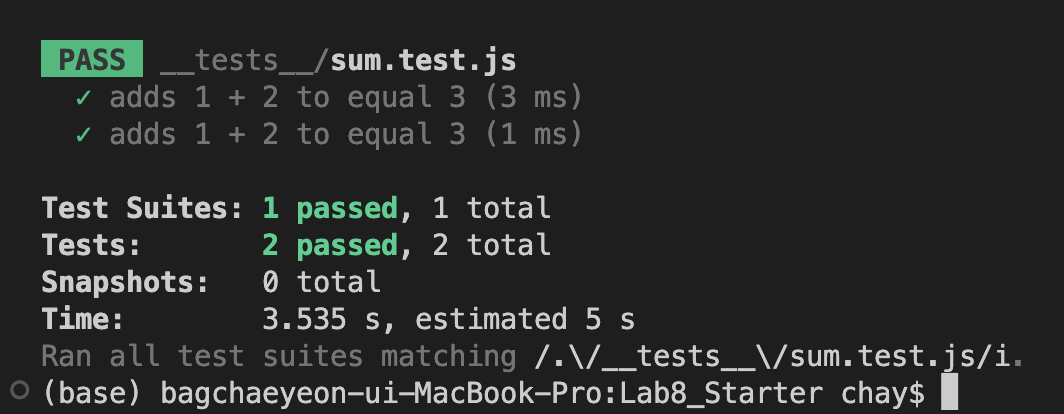 PASS __tests__/sum.test.js
✓ adds 1 + 2 to equal 3 (3 ms)
✓ adds 1 + 2 to equal 3 (1 ms)
Test Suites: 1 passed, 1 total
Tests: 2 passed, 2 total
Snapshots: 0 total
Time: 3.535 s, estimated 5 s
Ran all test suites matching /.\/__tests__\/sum.test.js/i.
(base) bagchaeyeon-ui-MacBook-Pro:Lab8_Starter chay$